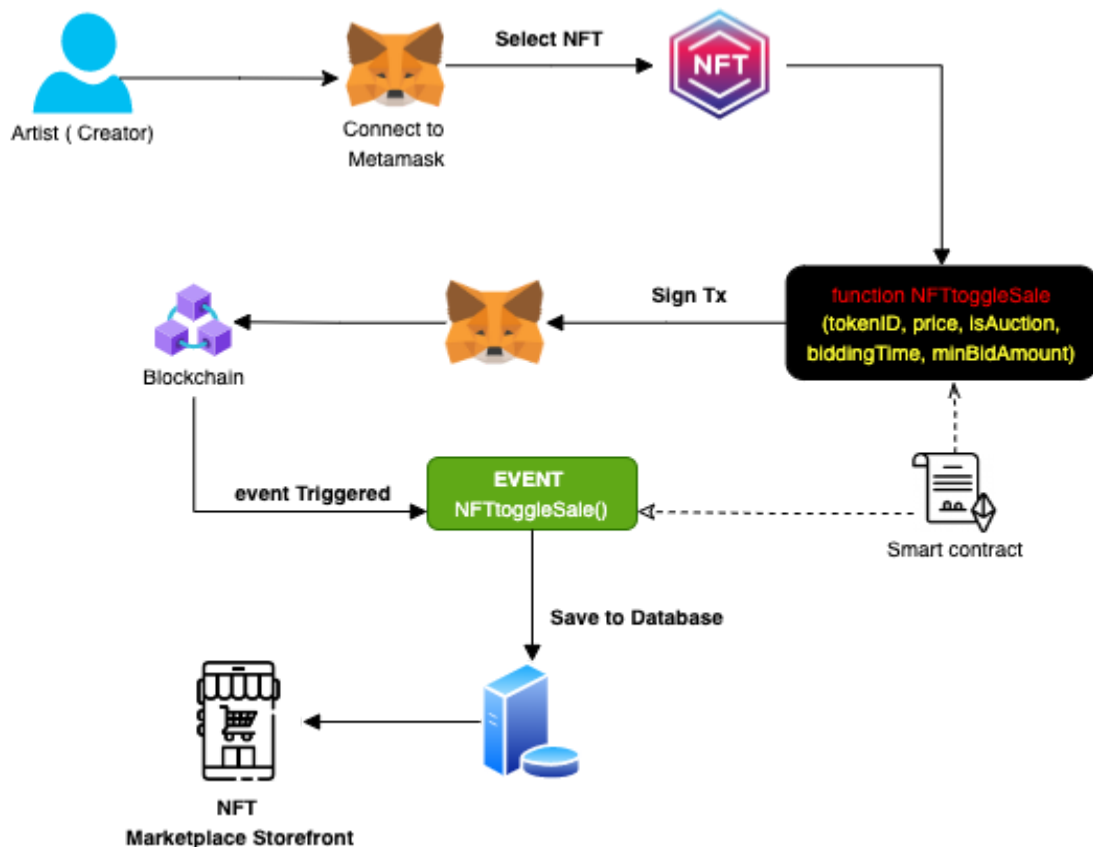 Select NFT
NFT
Artist ( Creator)
Connect to
Metamask
Sign Tx
function NFTtoggleSale
(tokenID, price, isAuction,
biddingTime, minBidAmount)
Blockchain
event Triggered
EVENT
NFTtoggleSale()
Smart contract
Save to Database
NFT
Marketplace Storefront